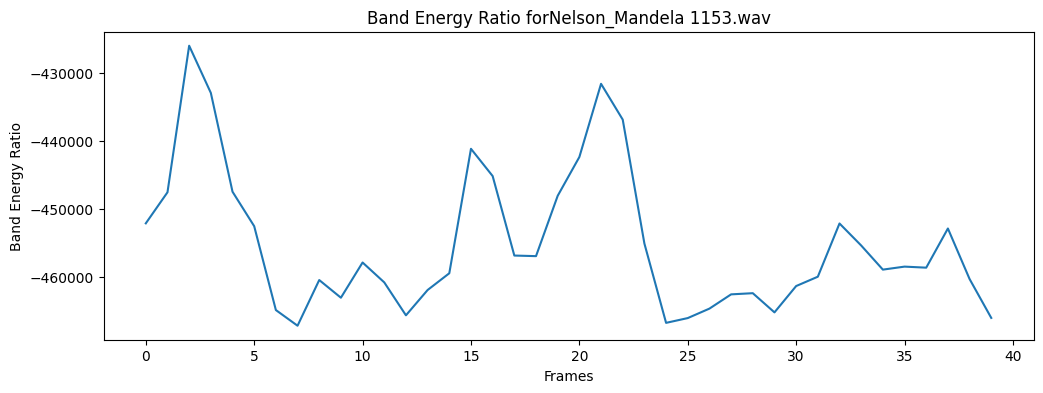 Band Energy Ratio forNelson_Mandela 1153.wav
Band Energy Ratio
−430000
−440000
−450000
−460000
0 5 10 15 20 25 30 35 40
Frames